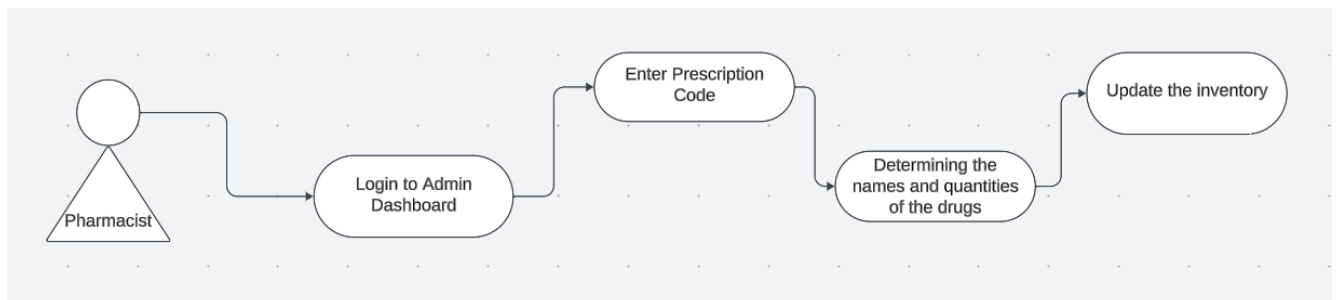 Pharmacist
Login to Admin
Dashboard
Enter Prescription
Code
Determining the
names and quantities
of the drugs
Update the inventory